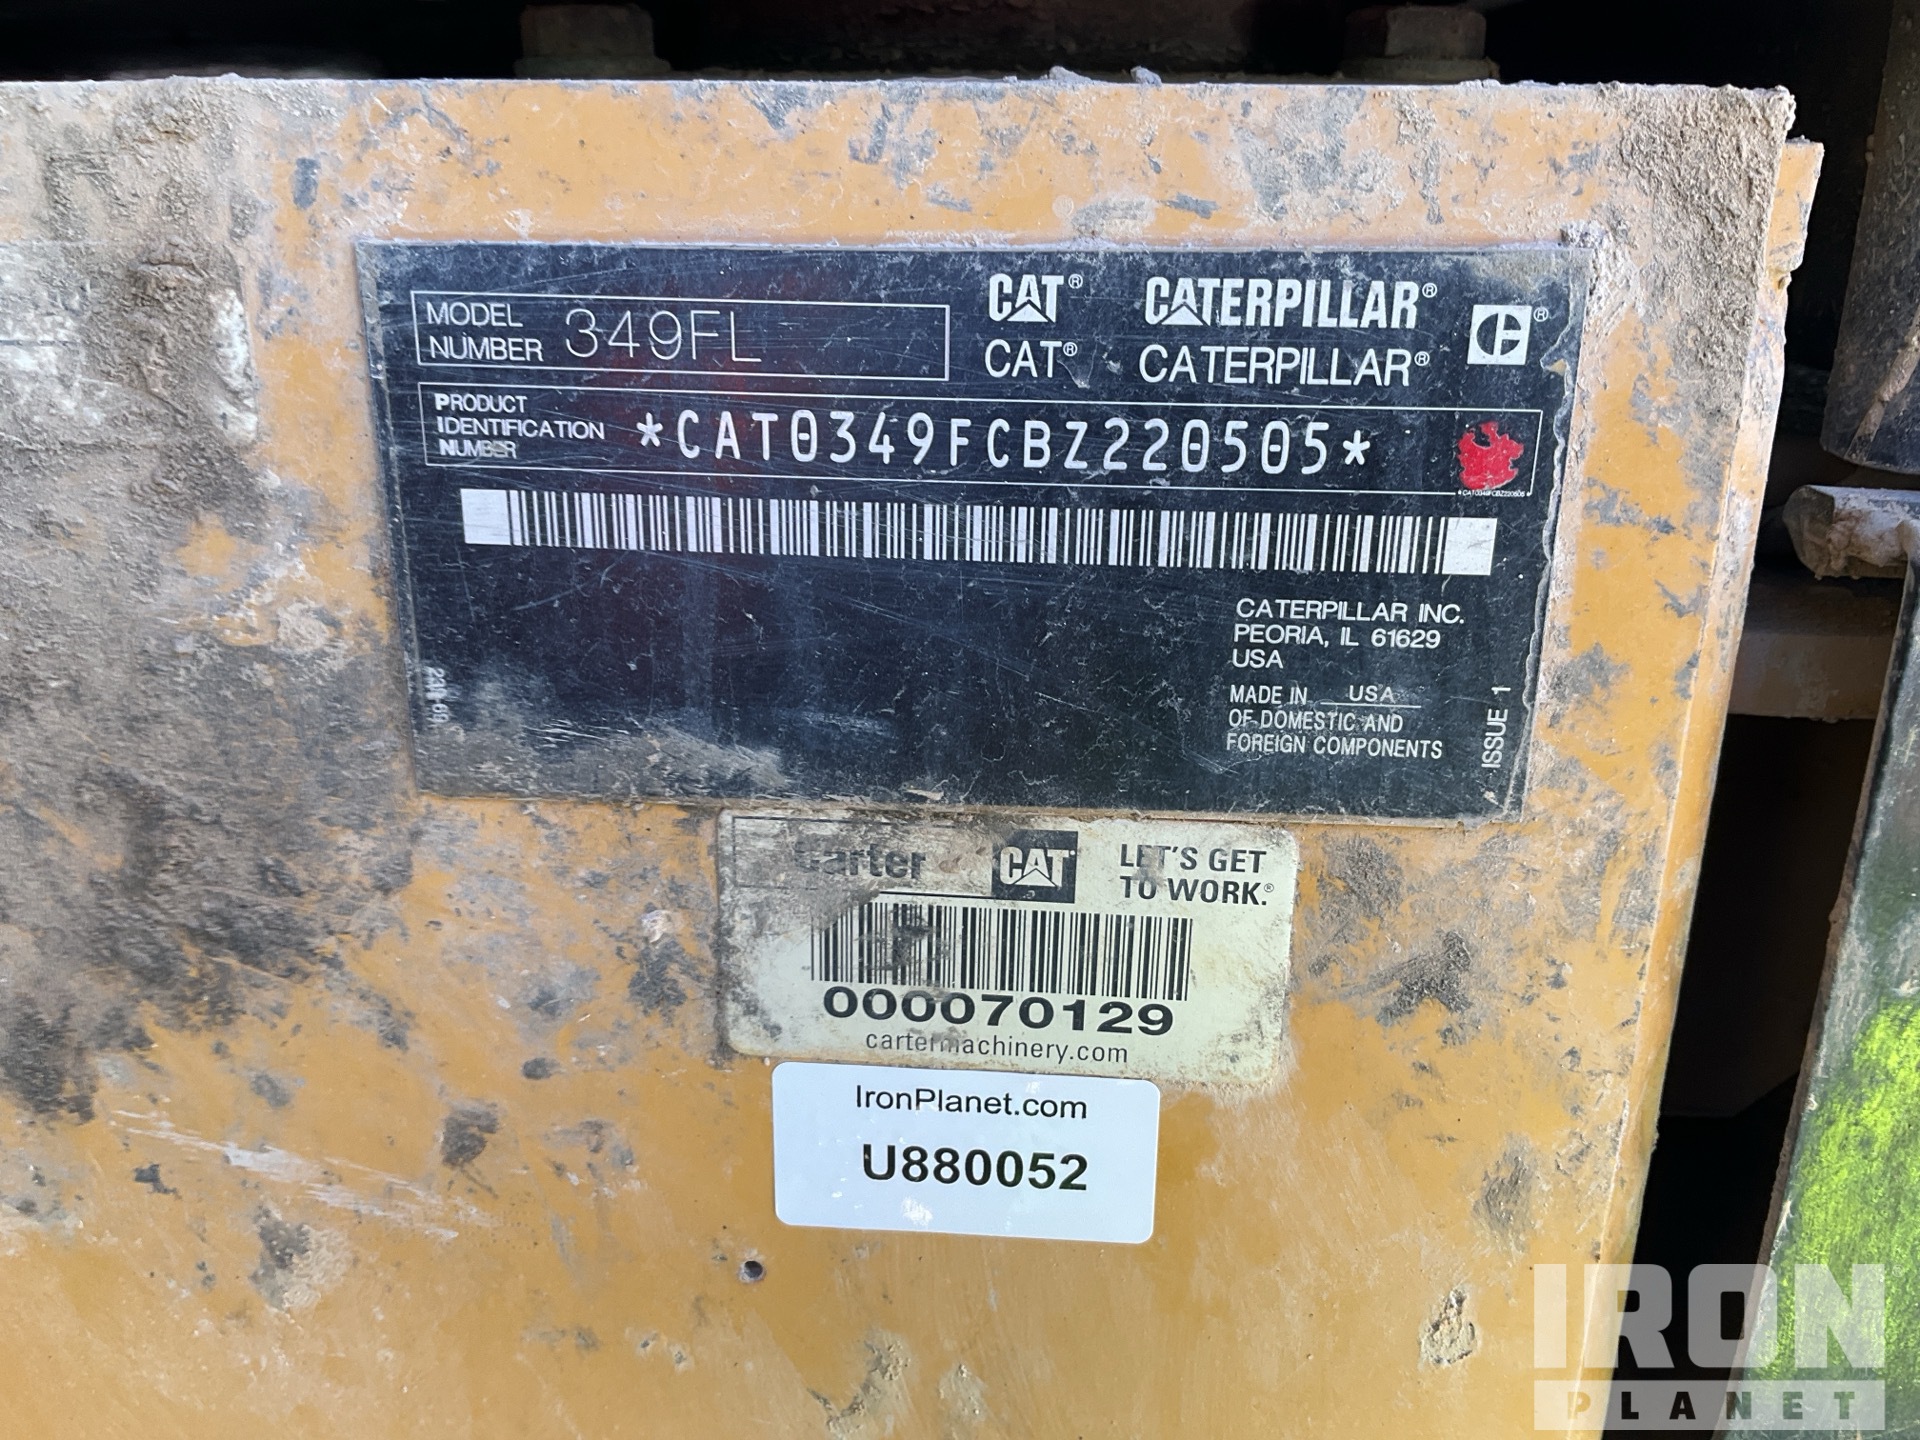 MODEL
NUMBER 349FL
CAT® CATERPILLAR®
CAT® CATERPILLAR®
PRODUCT
IDENTIFICATION
NUMBER
*CAT0349FCBZ220505*
*CAT0349FCBZ220505*
CATERPILLAR INC.
PEORIA, IL 61629
USA
MADE IN USA
OF DOMESTIC AND
FOREIGN COMPONENTS
ISSUE 1
Carter CAT LET'S GET
TO WORK.®
000070129
cartermachinery.com
IronPlanet.com
U880052
IRON
PLANET